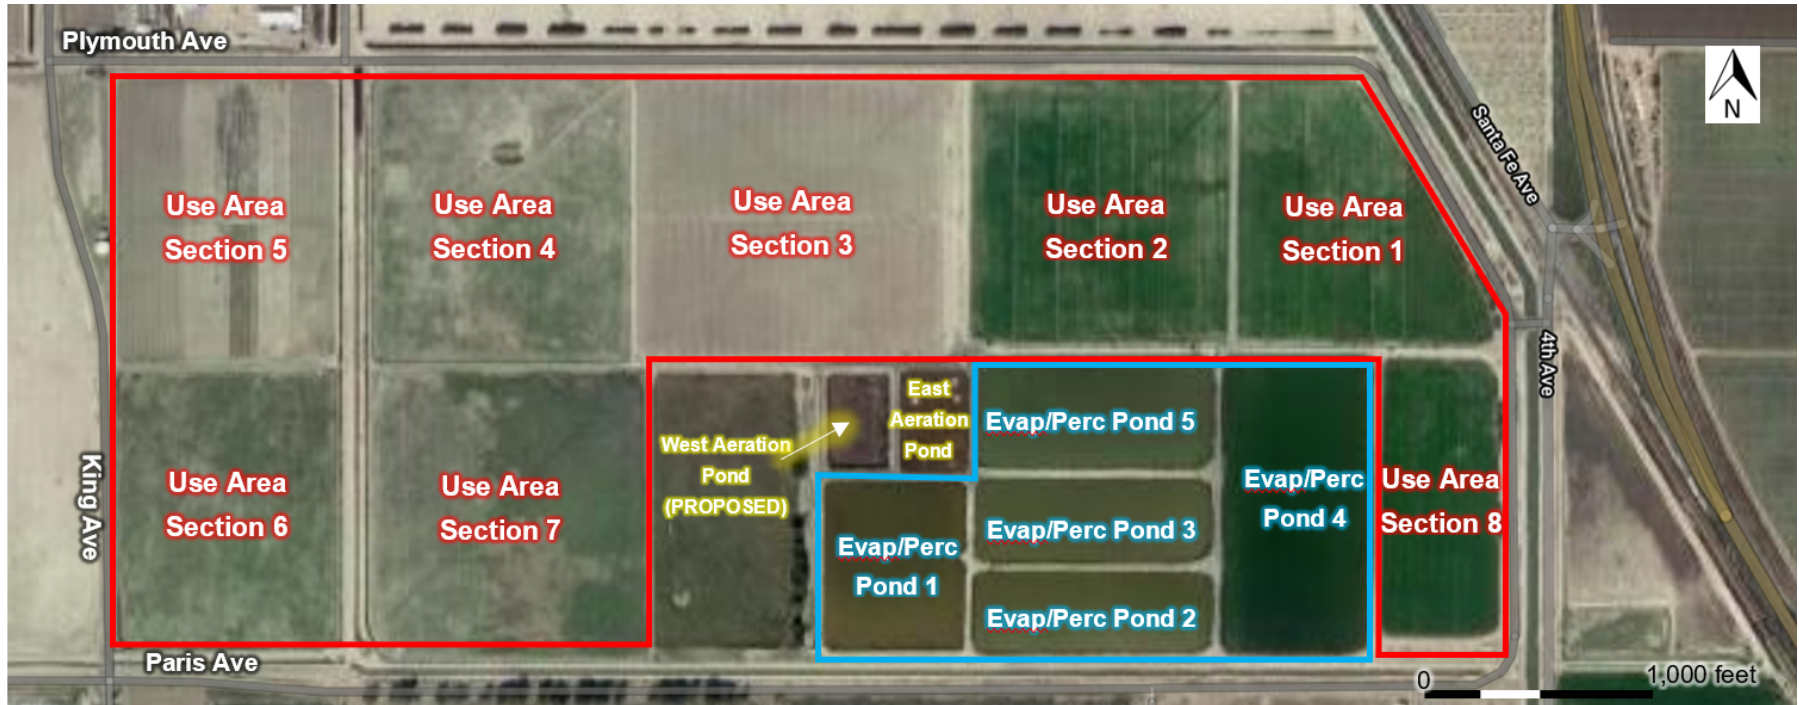 Plymouth Ave
N
Santa Fe Ave
Use Area
Section 5
Use Area
Section 4
Use Area
Section 3
Use Area
Section 2
Use Area
Section 1
4th Ave
East
Aeration
Pond
West Aeration
Pond
(PROPOSED)
Evap/Perc Pond 5
King Ave
Use Area
Section 6
Use Area
Section 7
Evap/Perc
Pond 1
Evap/Perc Pond 3
Evap/Perc
Pond 4
Use Area
Section 8
Evap/Perc Pond 2
Paris Ave
0
1,000 feet